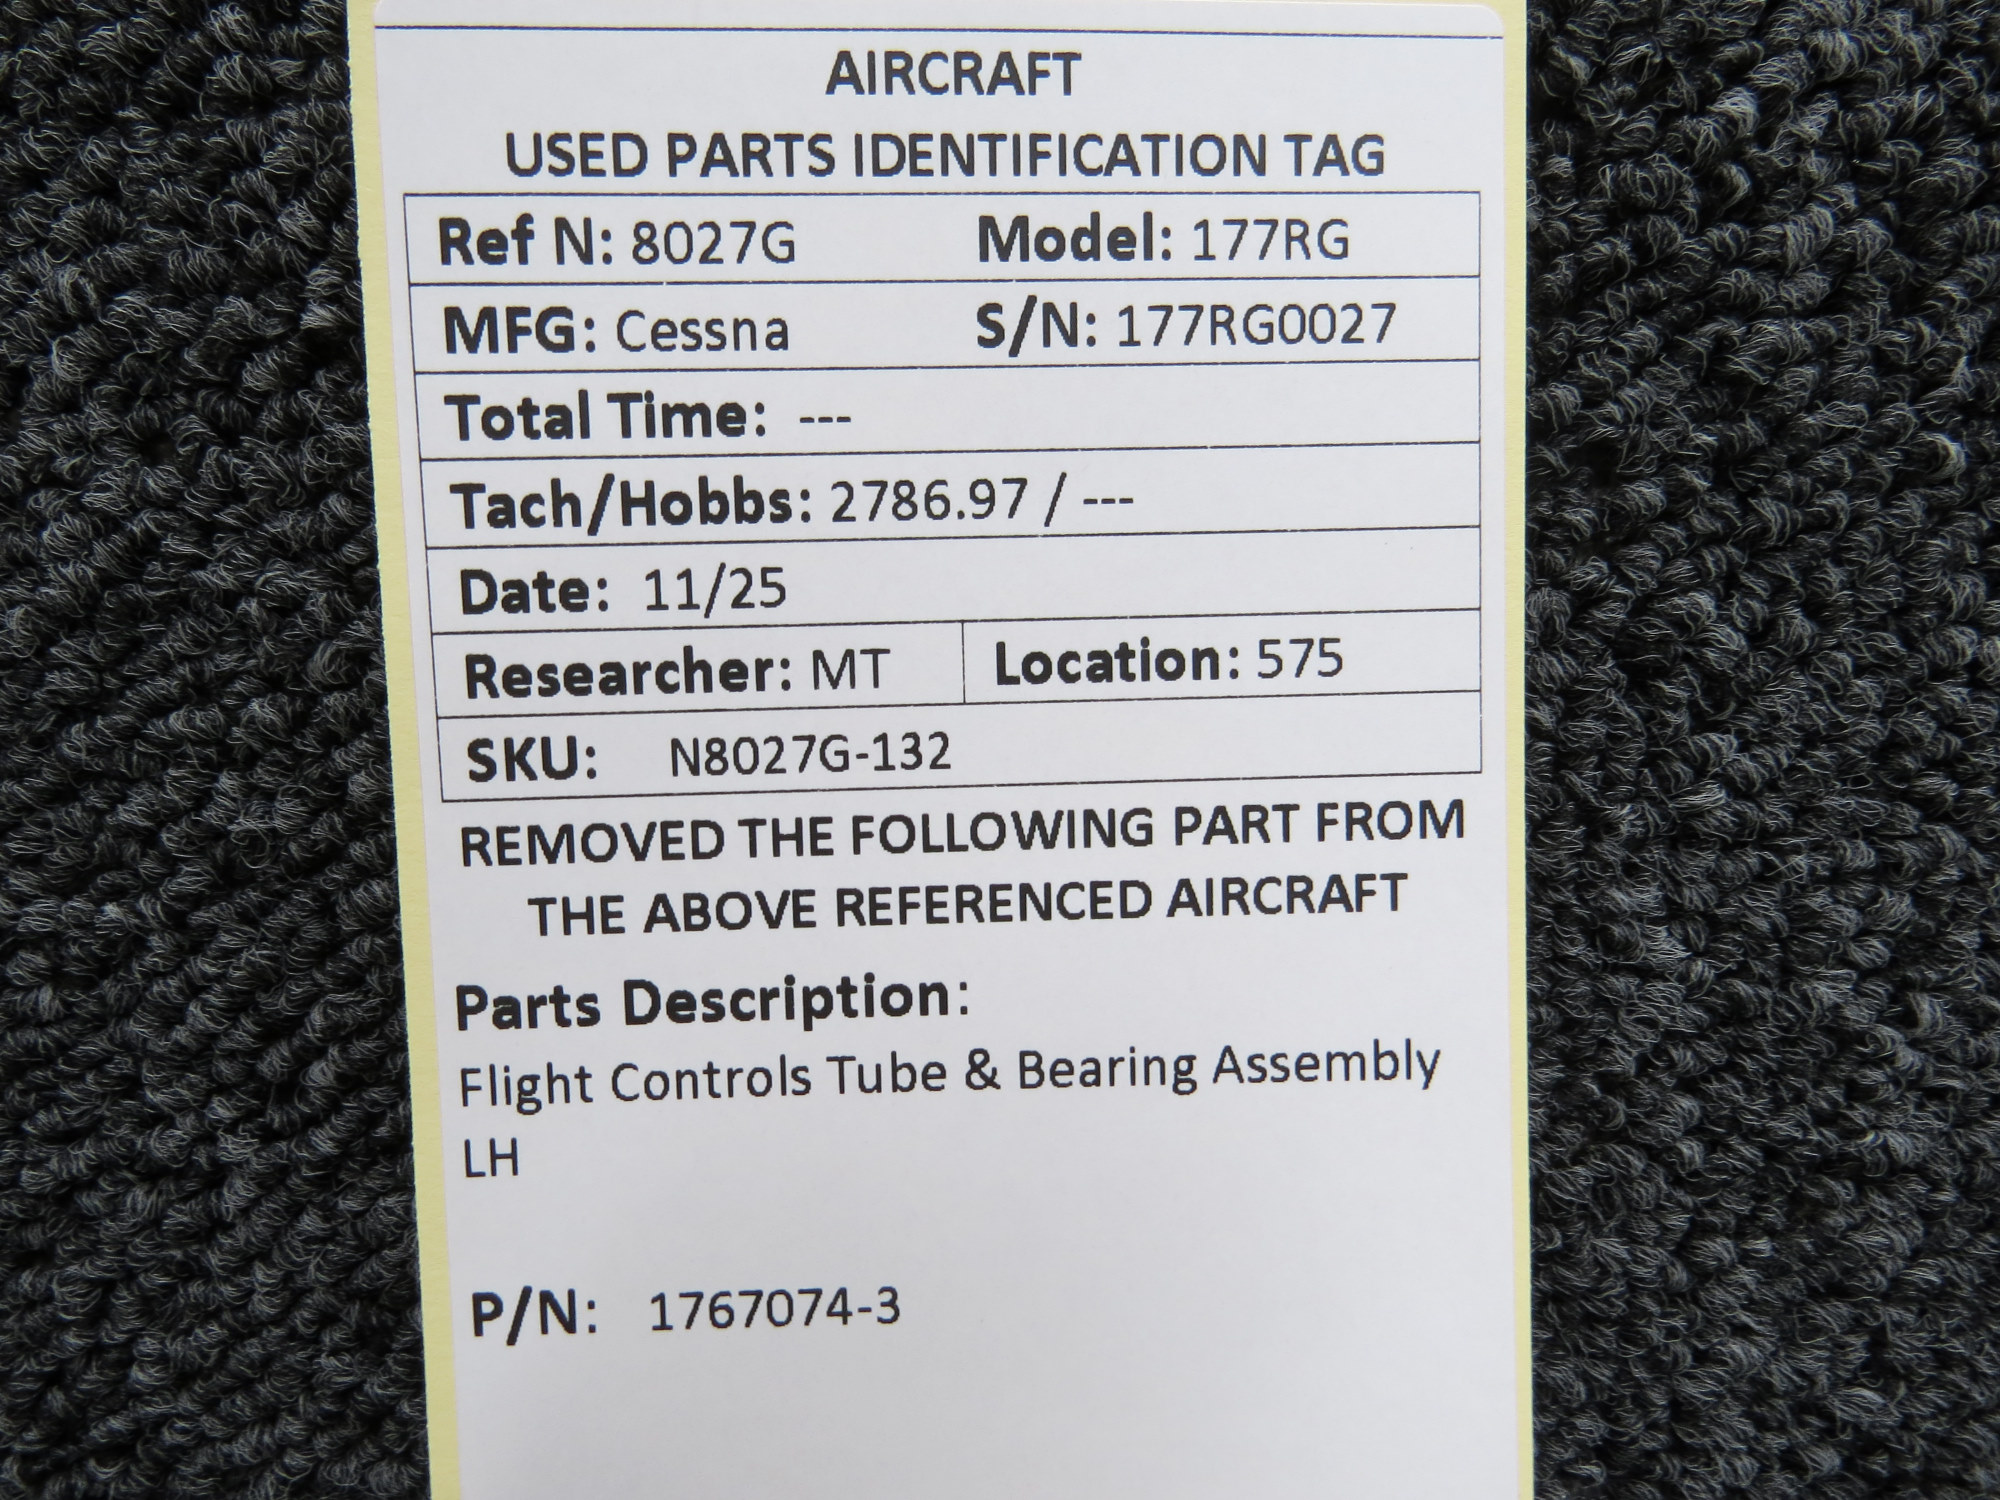 AIRCRAFT
USED PARTS IDENTIFICATION TAG
Ref N: 8027G Model: 177RG
MFG: Cessna S/N: 177RG0027
Total Time: ---
Tach/Hobbs: 2786.97 / ---
Date: 11/25
Researcher: MT Location: 575
SKU: N8027G-132
REMOVED THE FOLLOWING PART FROM
THE ABOVE REFERENCED AIRCRAFT
Parts Description:
Flight Controls Tube & Bearing Assembly
LH
P/N: 1767074-3